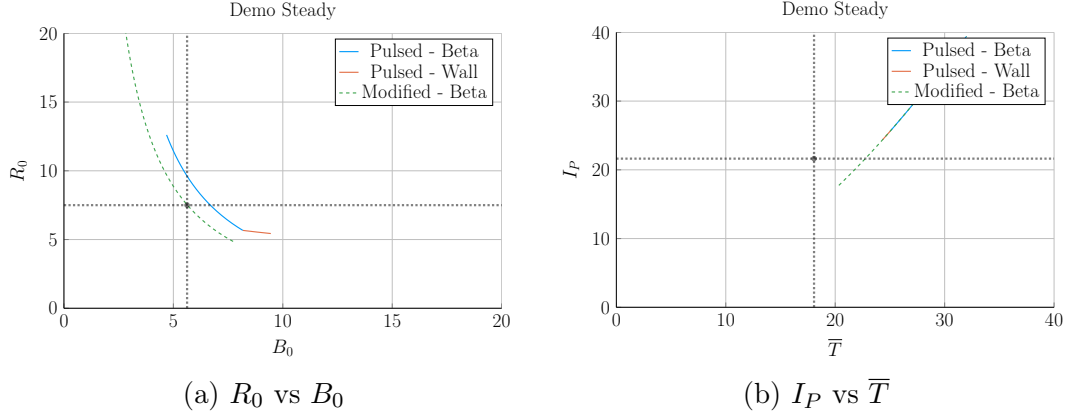 Demo Steady
20
15
10
5
0
R₀
0 5 10 15 20
B₀
Pulsed - Beta
Pulsed - Wall
Modified - Beta
(a) R₀ vs B₀
Demo Steady
40
30
20
10
0
I_P
0 10 20 30 40
T̅
Pulsed - Beta
Pulsed - Wall
Modified - Beta
(b) I_P vs T̅